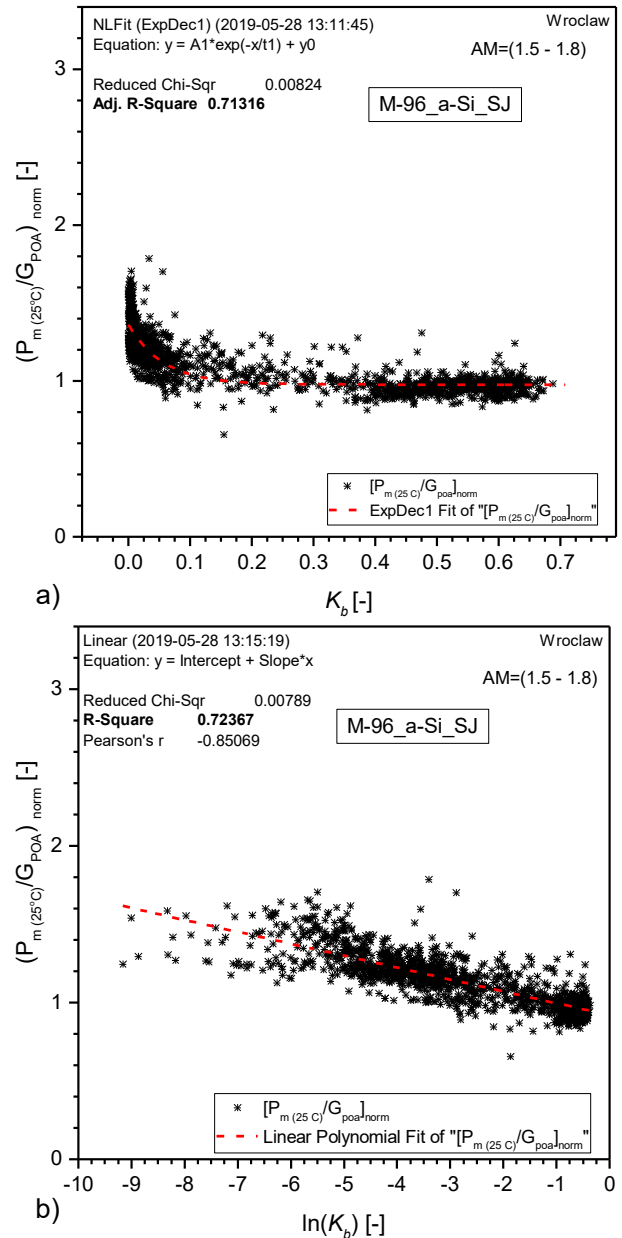 NLFit (ExpDec1) (2019-05-28 13:11:45)
Equation: y = A1*exp(-x/t1) + y0
Wroclaw
AM=(1.5 - 1.8)
Reduced Chi-Sqr 0.00824
Adj. R-Square 0.71316
M-96_a-Si_SJ
3
2
1
0
(P m (25°C)/G POA) norm [-]
[P m (25 C)/G poa] norm
ExpDec1 Fit of "[P m (25 C)/G poa] norm"
0.0 0.1 0.2 0.3 0.4 0.5 0.6 0.7
a)
K b [-]
Linear (2019-05-28 13:15:19)
Equation: y = Intercept + Slope*x
Wroclaw
AM=(1.5 - 1.8)
Reduced Chi-Sqr 0.00789
R-Square 0.72367
Pearson's r -0.85069
M-96_a-Si_SJ
3
2
1
0
(P m (25°C)/G POA) norm [-]
[P m (25 C)/G poa] norm
Linear Polynomial Fit of "[P m (25 C)/G poa] norm"
-10 -9 -8 -7 -6 -5 -4 -3 -2 -1 0
b)
ln(K b) [-]